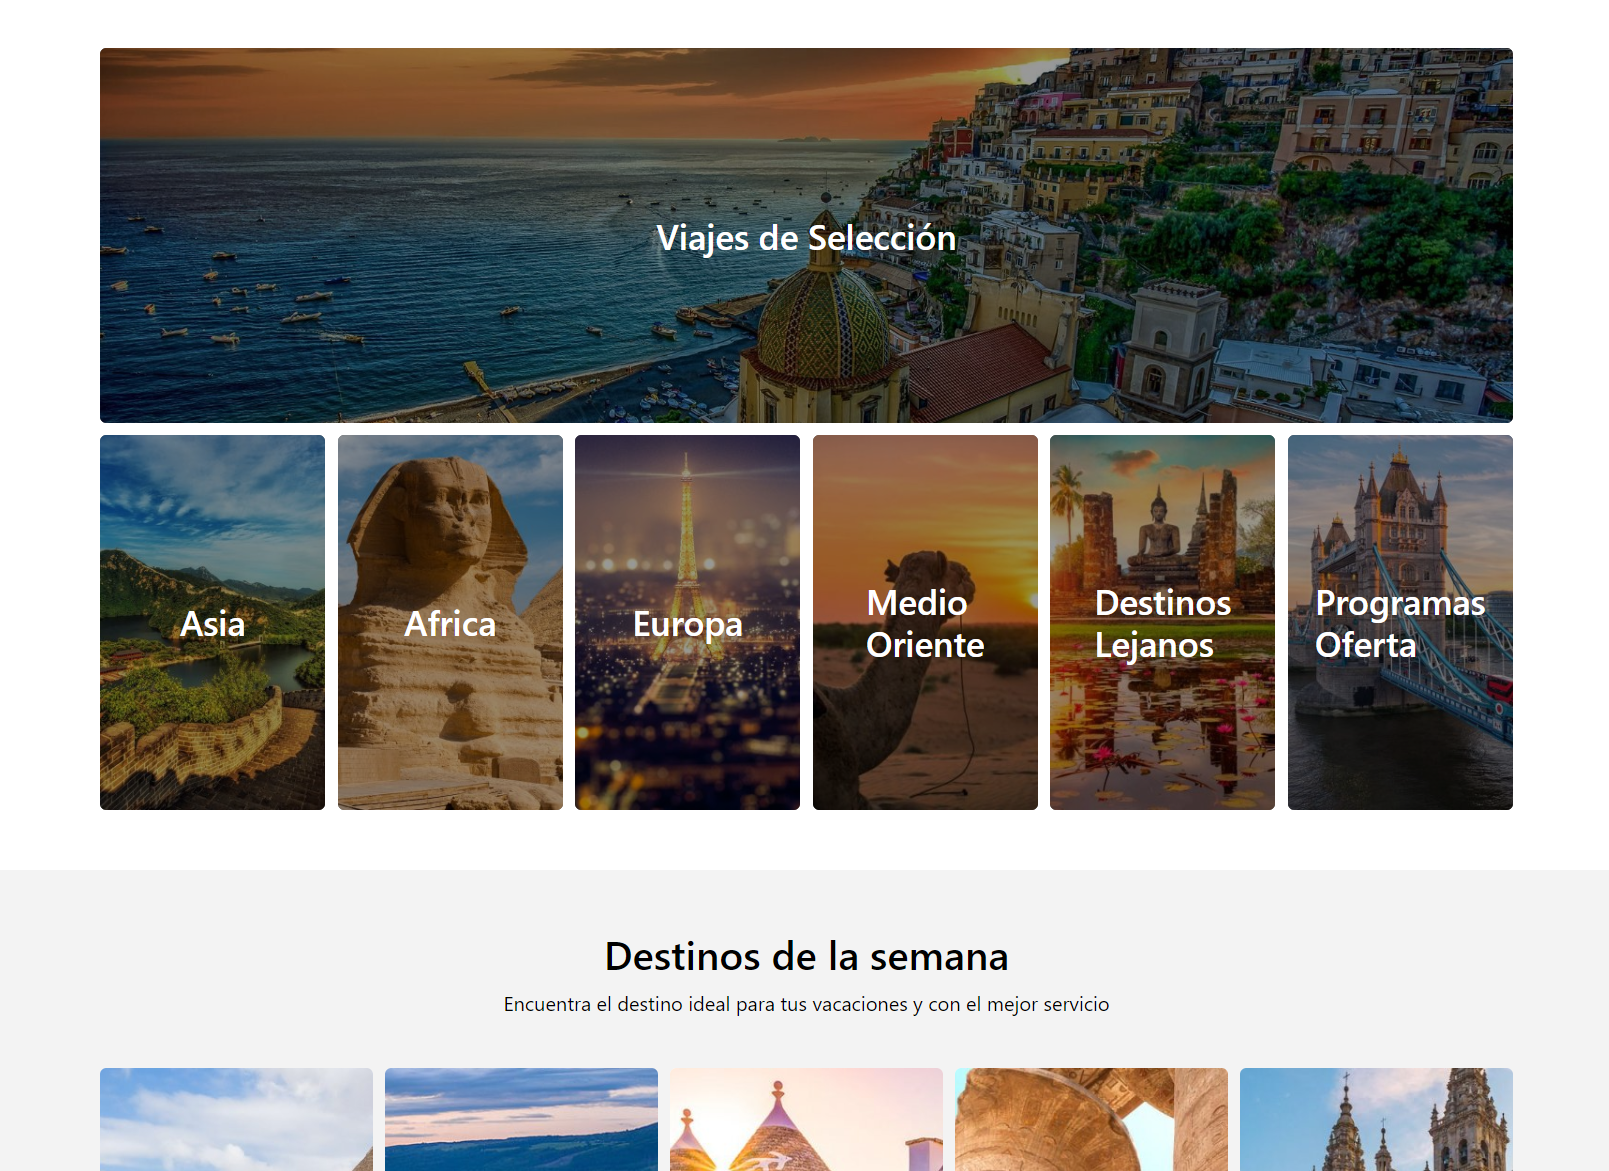 Viajes de Selección
Asia
Africa
Europa
Medio
Oriente
Destinos
Lejanos
Programas
Oferta
Destinos de la semana
Encuentra el destino ideal para tus vacaciones y con el mejor servicio